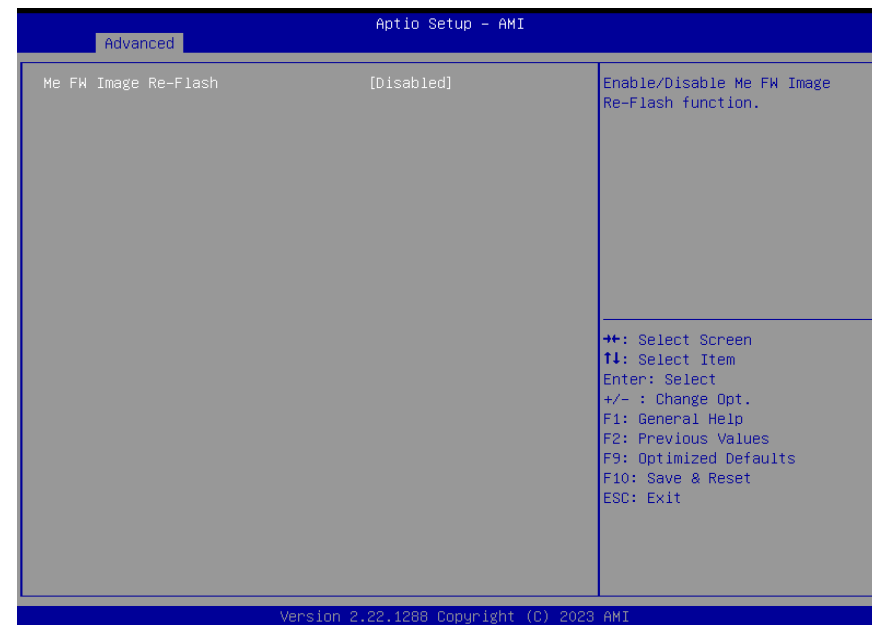 Aptio Setup – AMI
Advanced
Me FW Image Re-Flash [Disabled]
Enable/Disable Me FW Image
Re-Flash function.
→←: Select Screen
↑↓: Select Item
Enter: Select
+/- : Change Opt.
F1: General Help
F2: Previous Values
F9: Optimized Defaults
F10: Save & Reset
ESC: Exit
Version 2.22.1288 Copyright (C) 2023 AMI